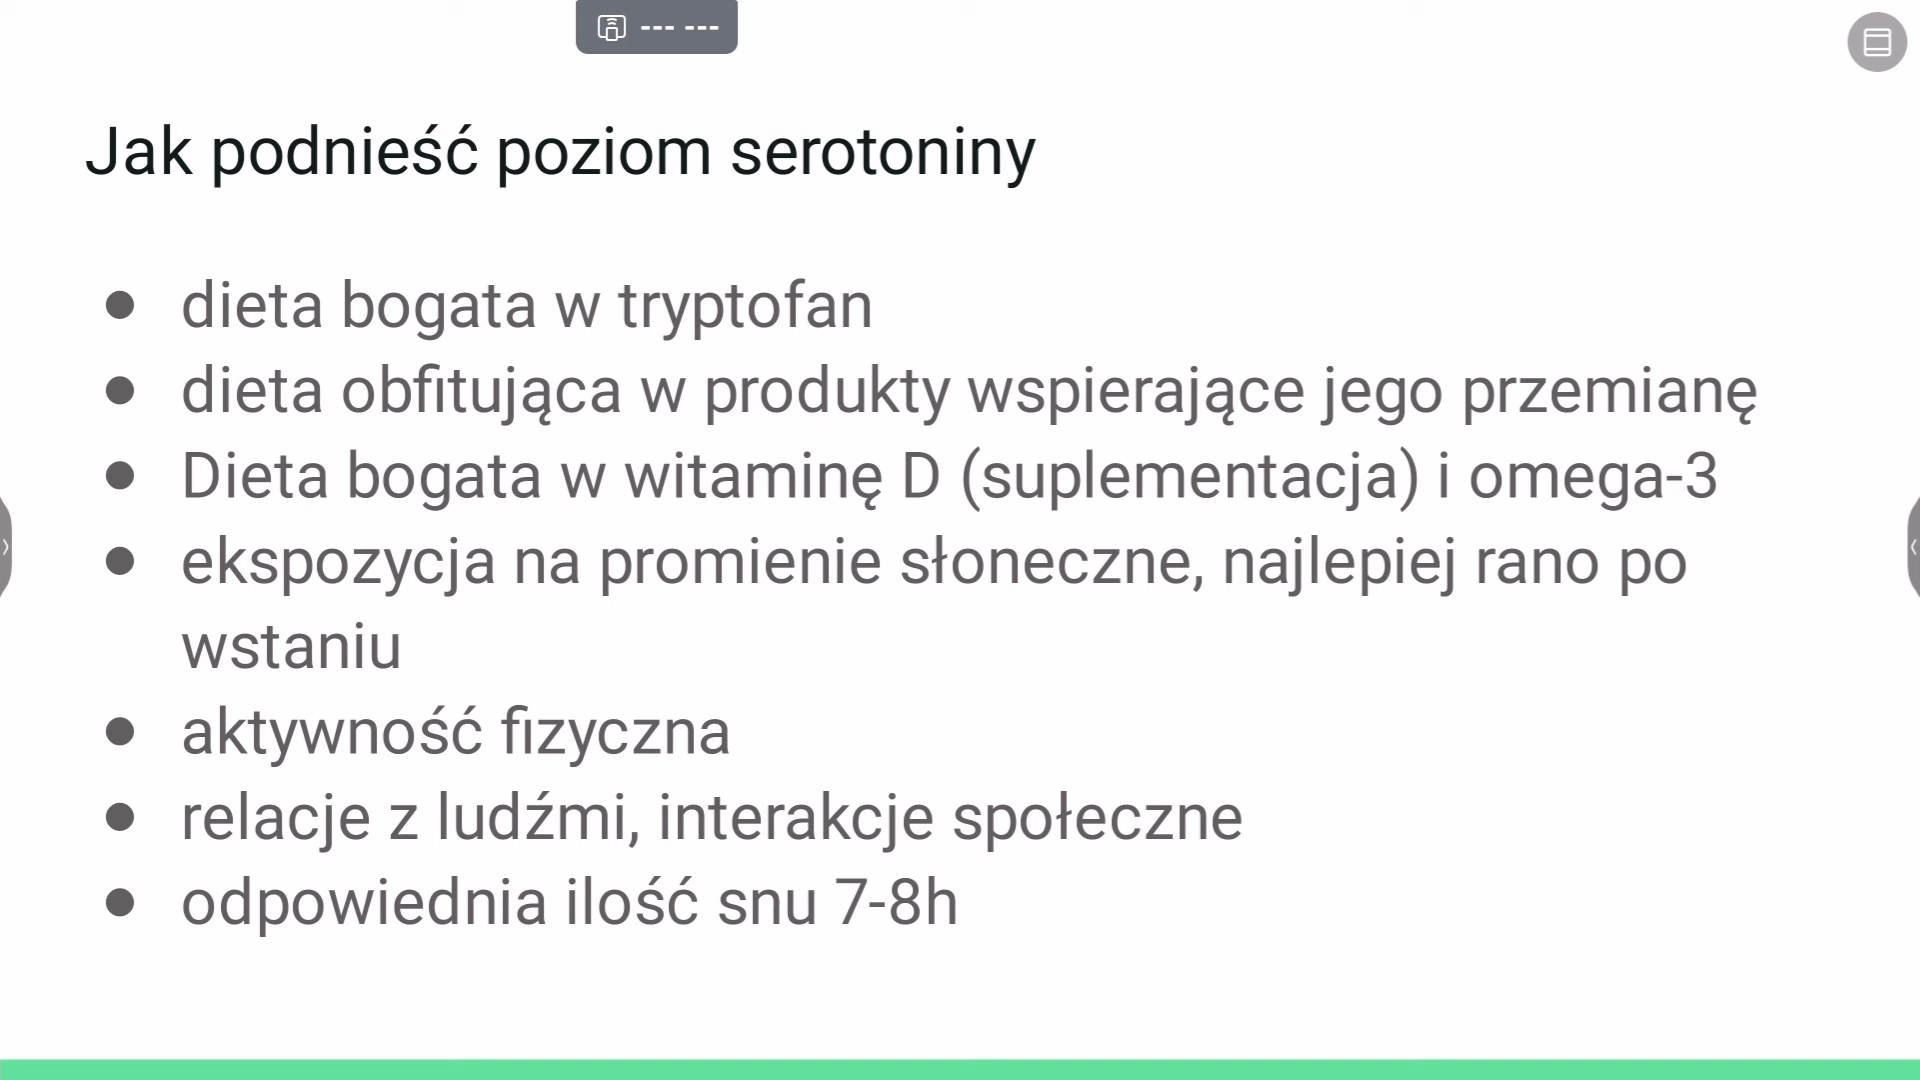 --- ---
Jak podnieść poziom serotoniny
● dieta bogata w tryptofan
● dieta obfitująca w produkty wspierające jego przemianę
● Dieta bogata w witaminę D (suplementacja) i omega-3
● ekspozycja na promienie słoneczne, najlepiej rano po
wstaniu
● aktywność fizyczna
● relacje z ludźmi, interakcje społeczne
● odpowiednia ilość snu 7-8h